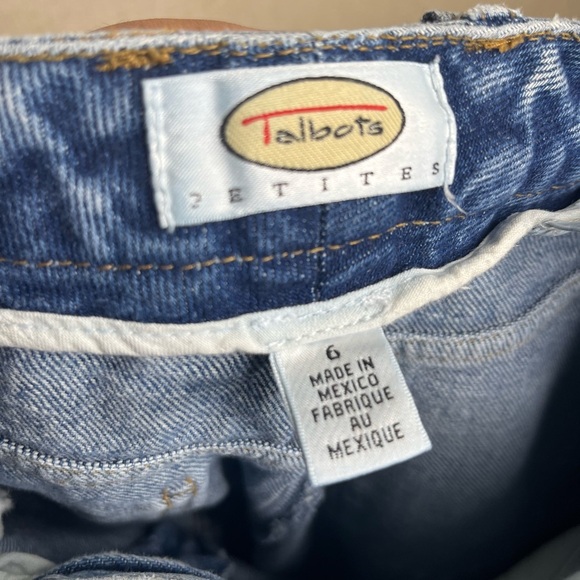 Talbots
PETITES
6
MADE IN
MEXICO
FABRIQUE
AU
MEXIQUE